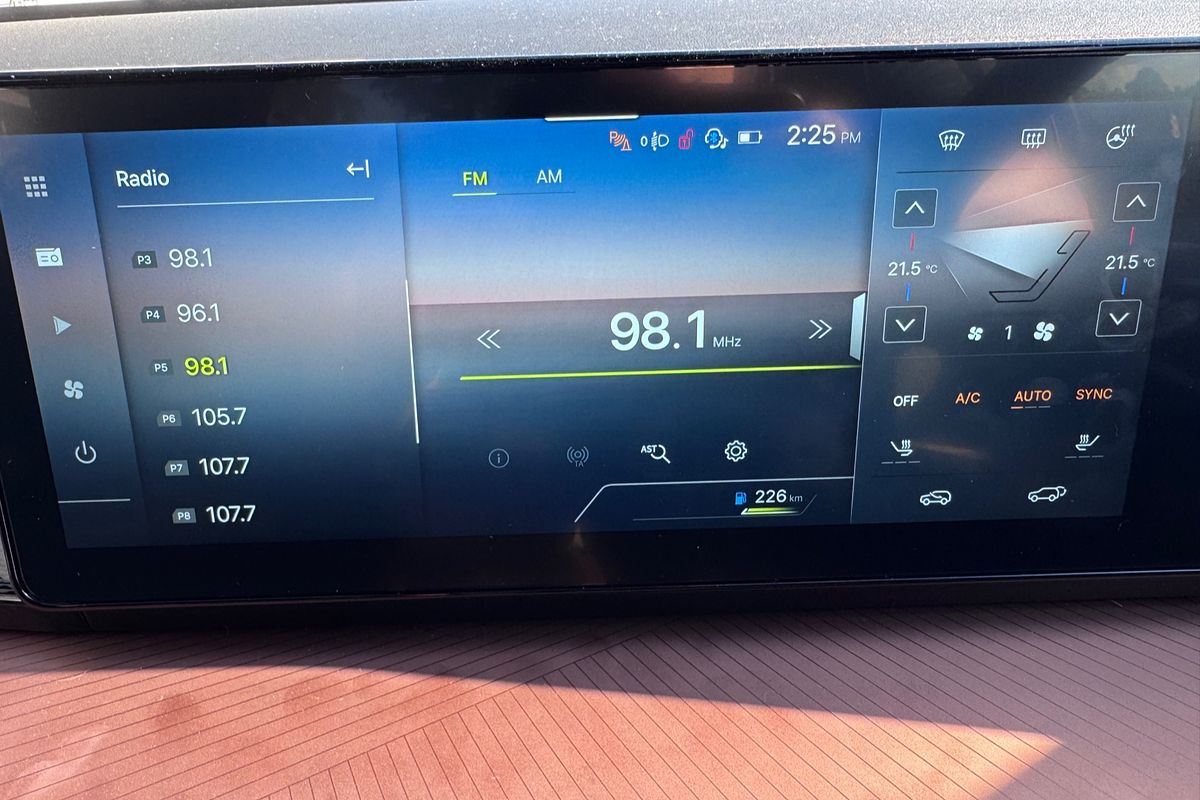 0
2:25 PM
Radio
FM AM
P3 98.1
P4 96.1
P5 98.1
P6 105.7
P7 107.7
P8 107.7
98.1 MHz
TA
AST
226 km
21.5 °C
21.5 °C
1
OFF A/C AUTO SYNC